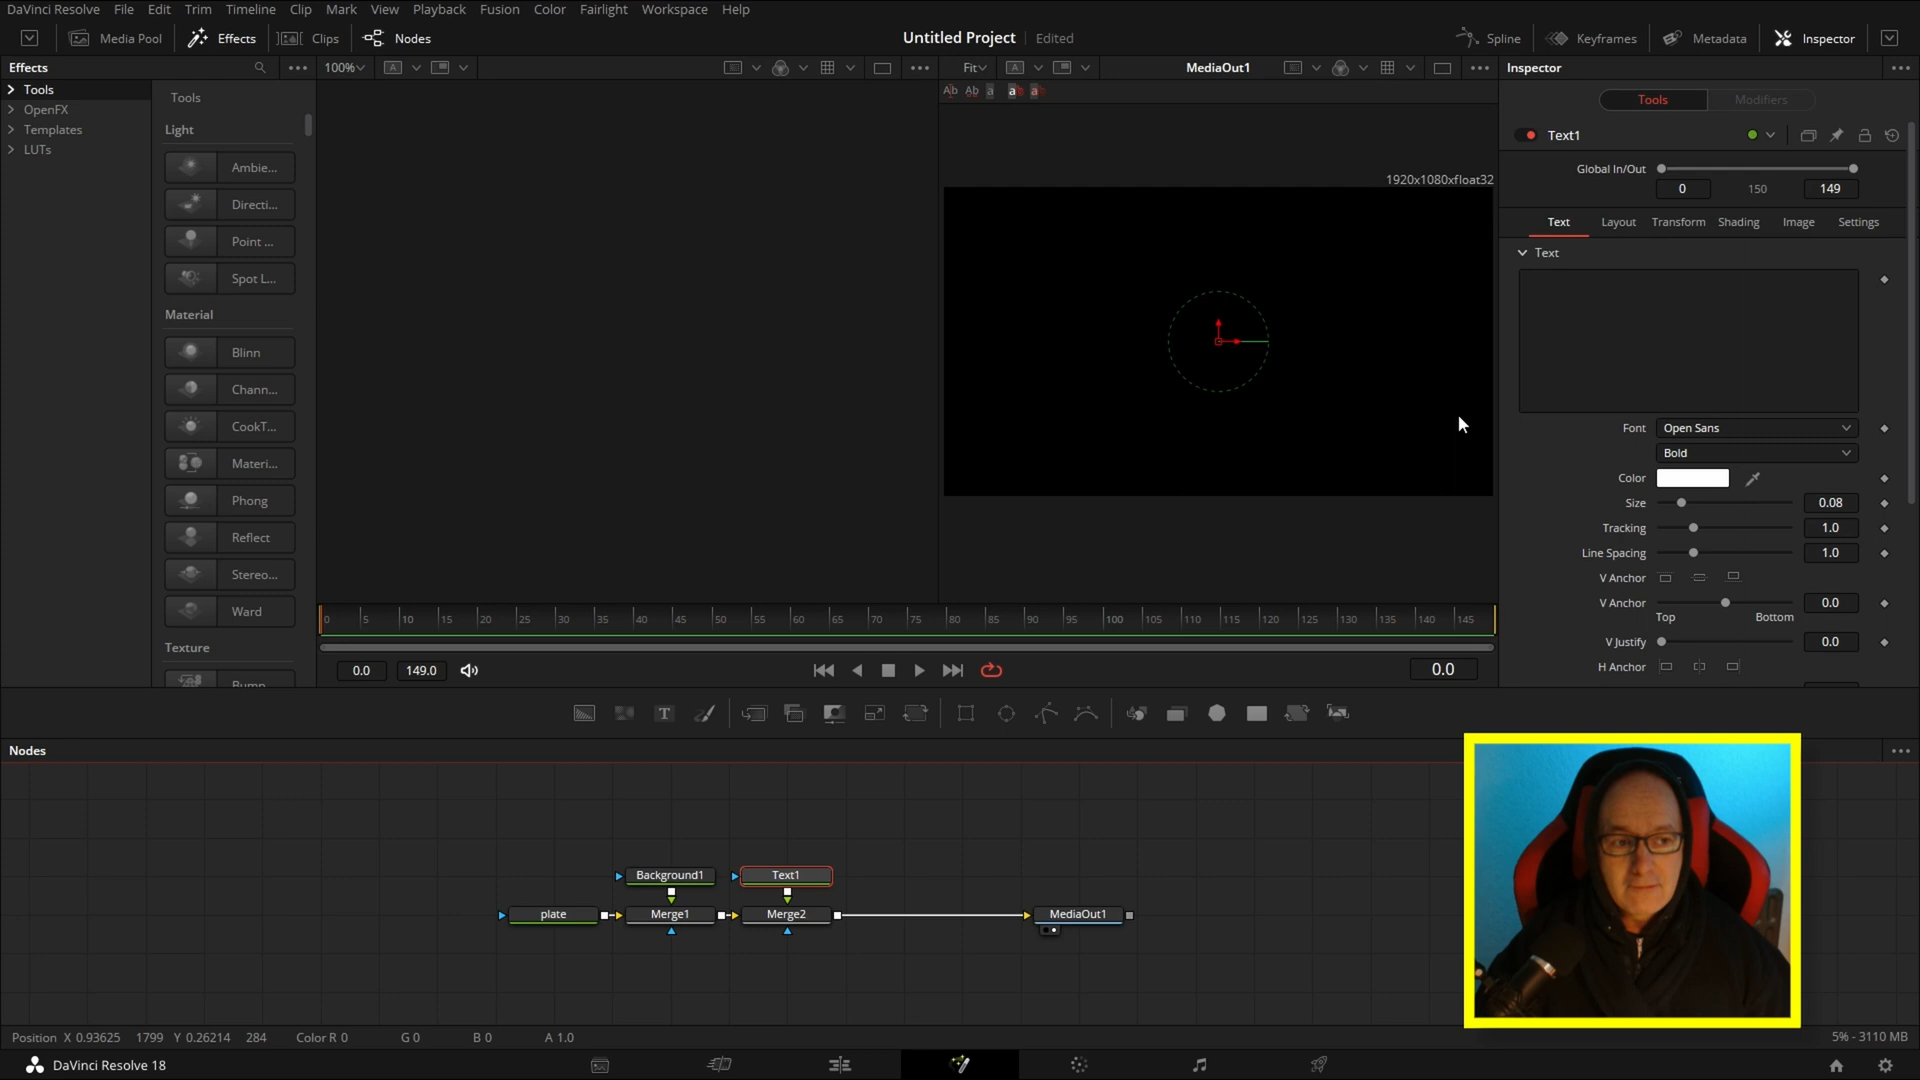 DaVinci Resolve File Edit Trim Timeline Clip Mark View Playback Fusion Color Fairlight Workspace Help
Media Pool Effects Clips Nodes Untitled Project Edited Spline Keyframes Metadata Inspector
Effects 100% Fit MediaOut1 Inspector
Tools
OpenFX
Templates
LUTs
Tools
Light
Ambie...
Directi...
Point ...
Spot L...
Material
Blinn
Chann...
CookT...
Materi...
Phong
Reflect
Stereo...
Ward
Texture
Bump
1920x1080xfloat32
Tools Modifiers
Text1
Global In/Out
0 150 149
Text Layout Transform Shading Image Settings
Text
Font Open Sans
Bold
Color
Size 0.08
Tracking 1.0
Line Spacing 1.0
V Anchor
V Anchor 0.0
Top Bottom
V Justify 0.0
H Anchor
0 5 10 15 20 25 30 35 40 45 50 55 60 65 70 75 80 85 90 95 100 105 110 115 120 125 130 135 140 145
0.0 149.0 0.0
Nodes
Background1 Text1
plate Merge1 Merge2 MediaOut1
Position X 0.93625 1799 Y 0.26214 284 Color R 0 G 0 B 0 A 1.0 5% - 3110 MB
DaVinci Resolve 18